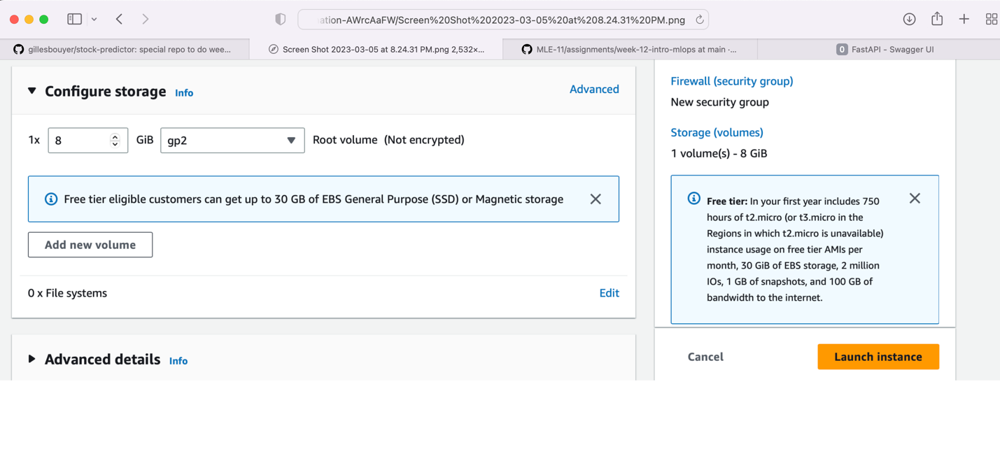 ation-AWrcAaFW/Screen%20Shot%202023-03-05%20at%208.24.31%20PM.png
gillesbouyer/stock-predictor: special repo to do wee...
Screen Shot 2023-03-05 at 8.24.31 PM.png 2,532×...
MLE-11/assignments/week-12-intro-mlops at main ·...
0 FastAPI - Swagger UI
Configure storage Info
Advanced
1x 8 GiB gp2 Root volume (Not encrypted)
Free tier eligible customers can get up to 30 GB of EBS General Purpose (SSD) or Magnetic storage
Add new volume
0 x File systems
Edit
Advanced details Info
Firewall (security group)
New security group
Storage (volumes)
1 volume(s) - 8 GiB
Free tier: In your first year includes 750
hours of t2.micro (or t3.micro in the
Regions in which t2.micro is unavailable)
instance usage on free tier AMIs per
month, 30 GiB of EBS storage, 2 million
IOs, 1 GB of snapshots, and 100 GB of
bandwidth to the internet.
Cancel
Launch instance